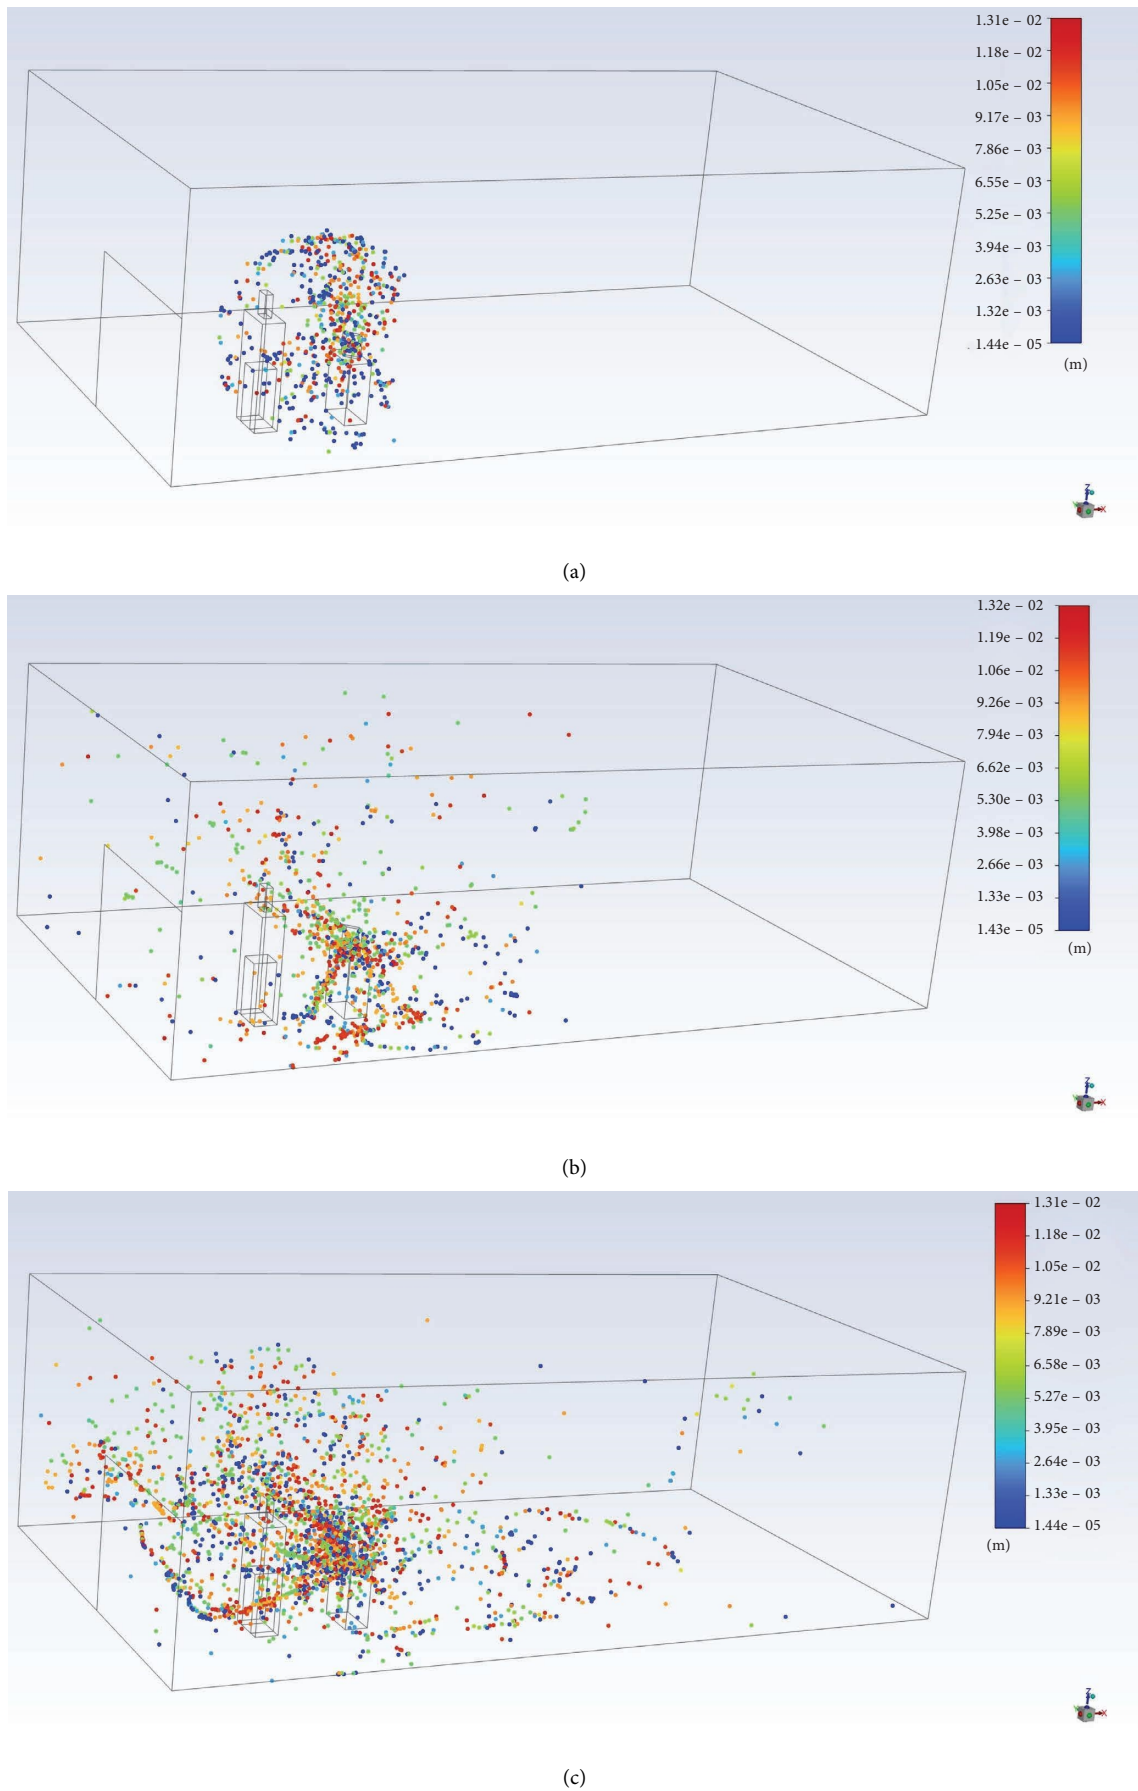 1.31e – 02
1.18e – 02
1.05e – 02
9.17e – 03
7.86e – 03
6.55e – 03
5.25e – 03
3.94e – 03
2.63e – 03
1.32e – 03
1.44e – 05
(m)
Z
Y
X
(a)
1.32e – 02
1.19e – 02
1.06e – 02
9.26e – 03
7.94e – 03
6.62e – 03
5.30e – 03
3.98e – 03
2.66e – 03
1.33e – 03
1.43e – 05
(m)
Z
Y
X
(b)
1.31e – 02
1.18e – 02
1.05e – 02
9.21e – 03
7.89e – 03
6.58e – 03
5.27e – 03
3.95e – 03
2.64e – 03
1.33e – 03
1.44e – 05
(m)
Z
Y
X
(c)